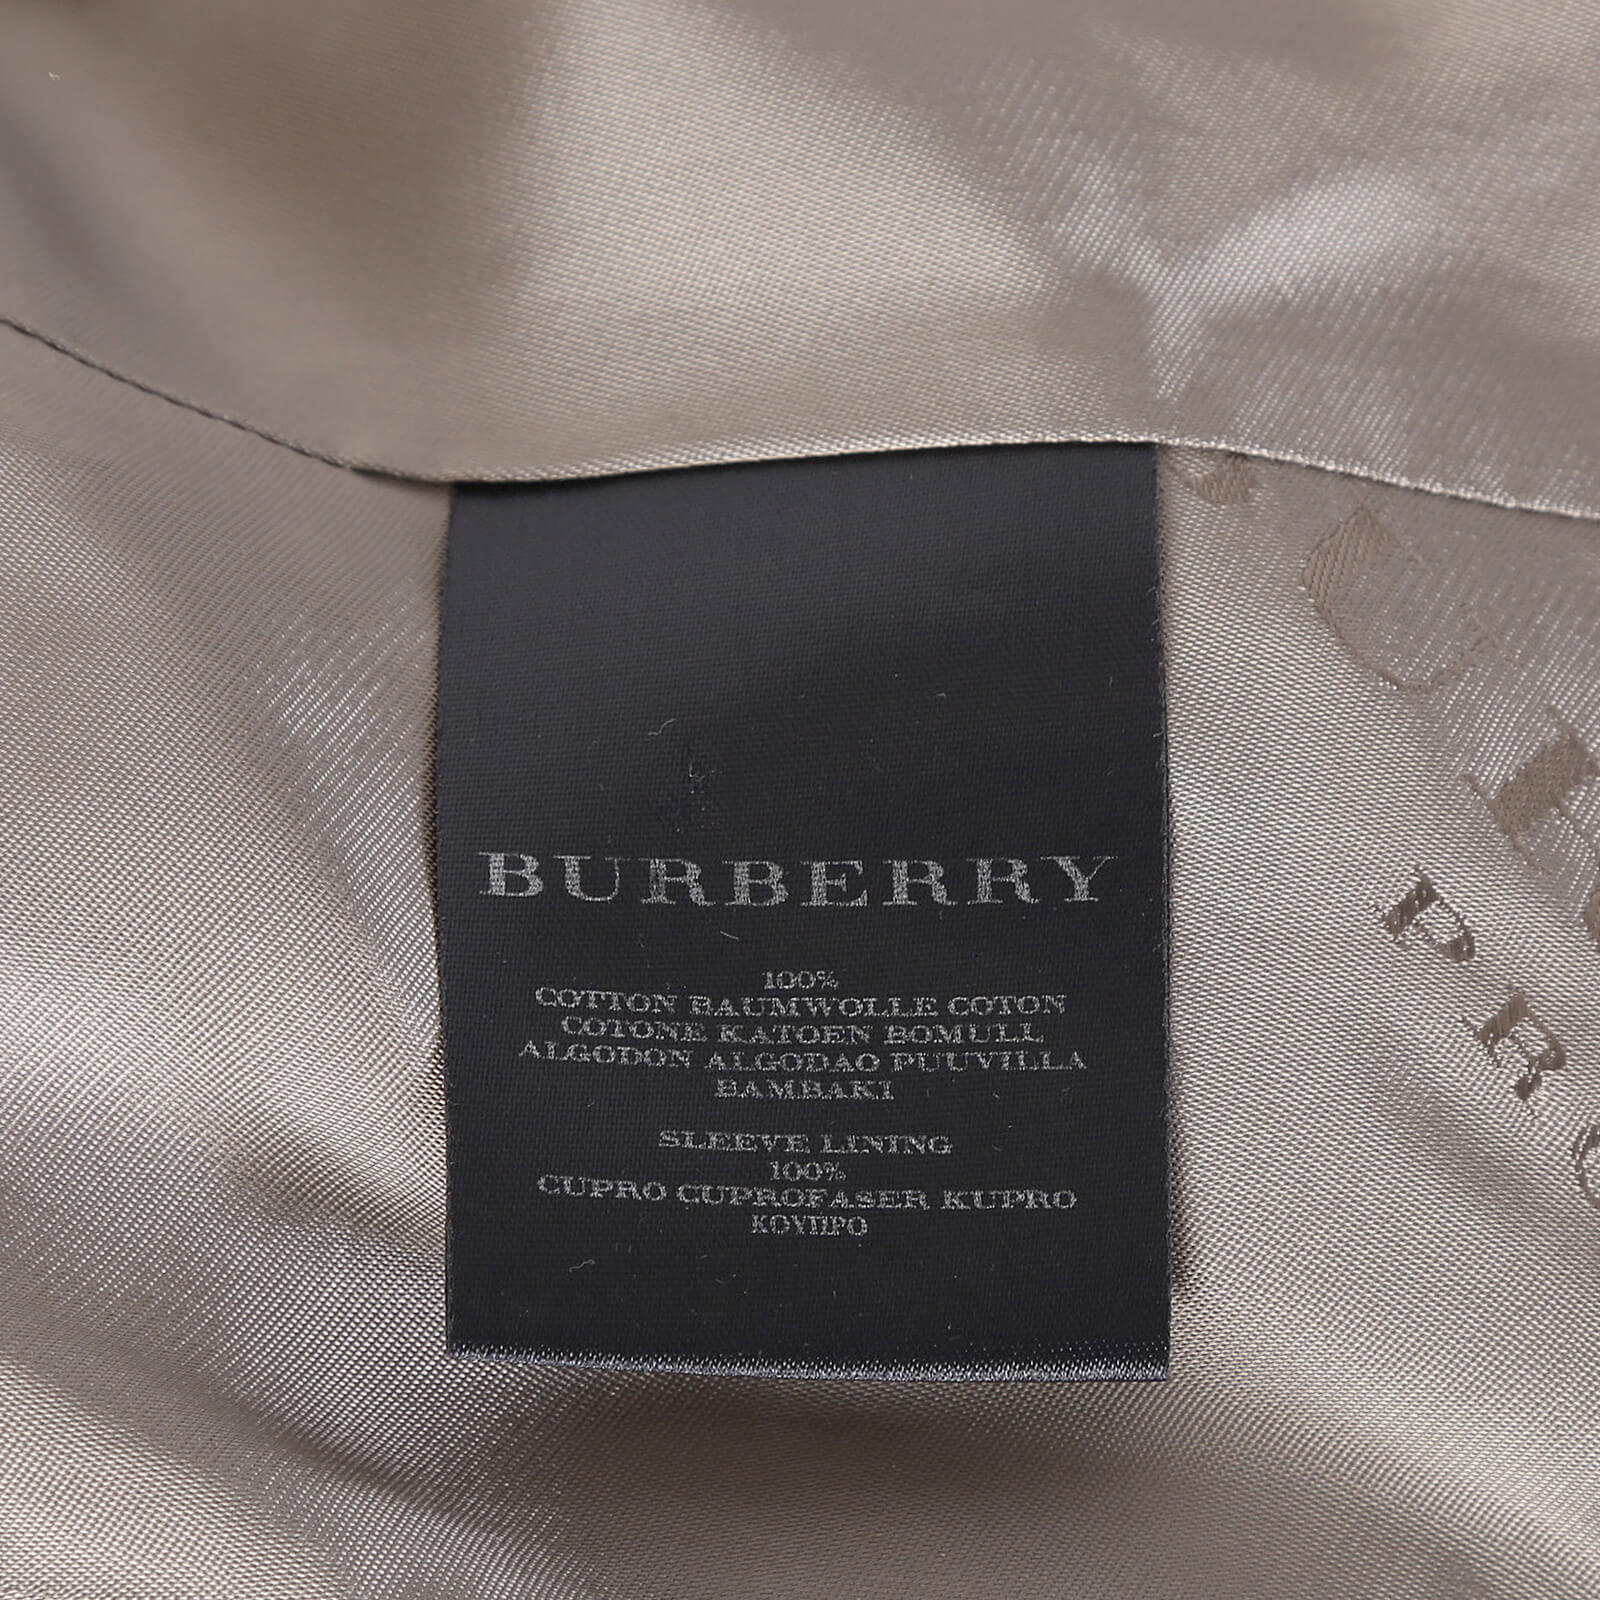 BURBERRY
100%
COTTON BAUMWOLLE COTON
COTONE KATOEN BOMULL
ALGODON ALGODAO PUUVILLA
BAMBAKI
SLEEVE LINING
100%
CUPRO CUPROFASER KUPRO
ΚΟΥΠΡΟ